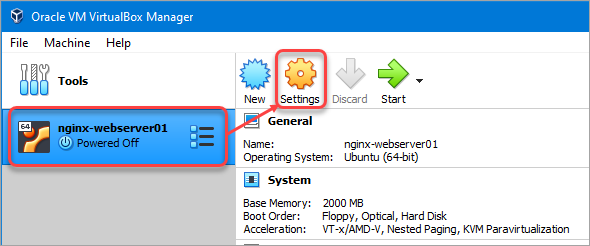 Oracle VM VirtualBox Manager
File Machine Help
Tools
New Settings Discard Start
64
nginx-webserver01
Powered Off
General
Name: nginx-webserver01
Operating System: Ubuntu (64-bit)
System
Base Memory: 2000 MB
Boot Order: Floppy, Optical, Hard Disk
Acceleration: VT-x/AMD-V, Nested Paging, KVM Paravirtualization